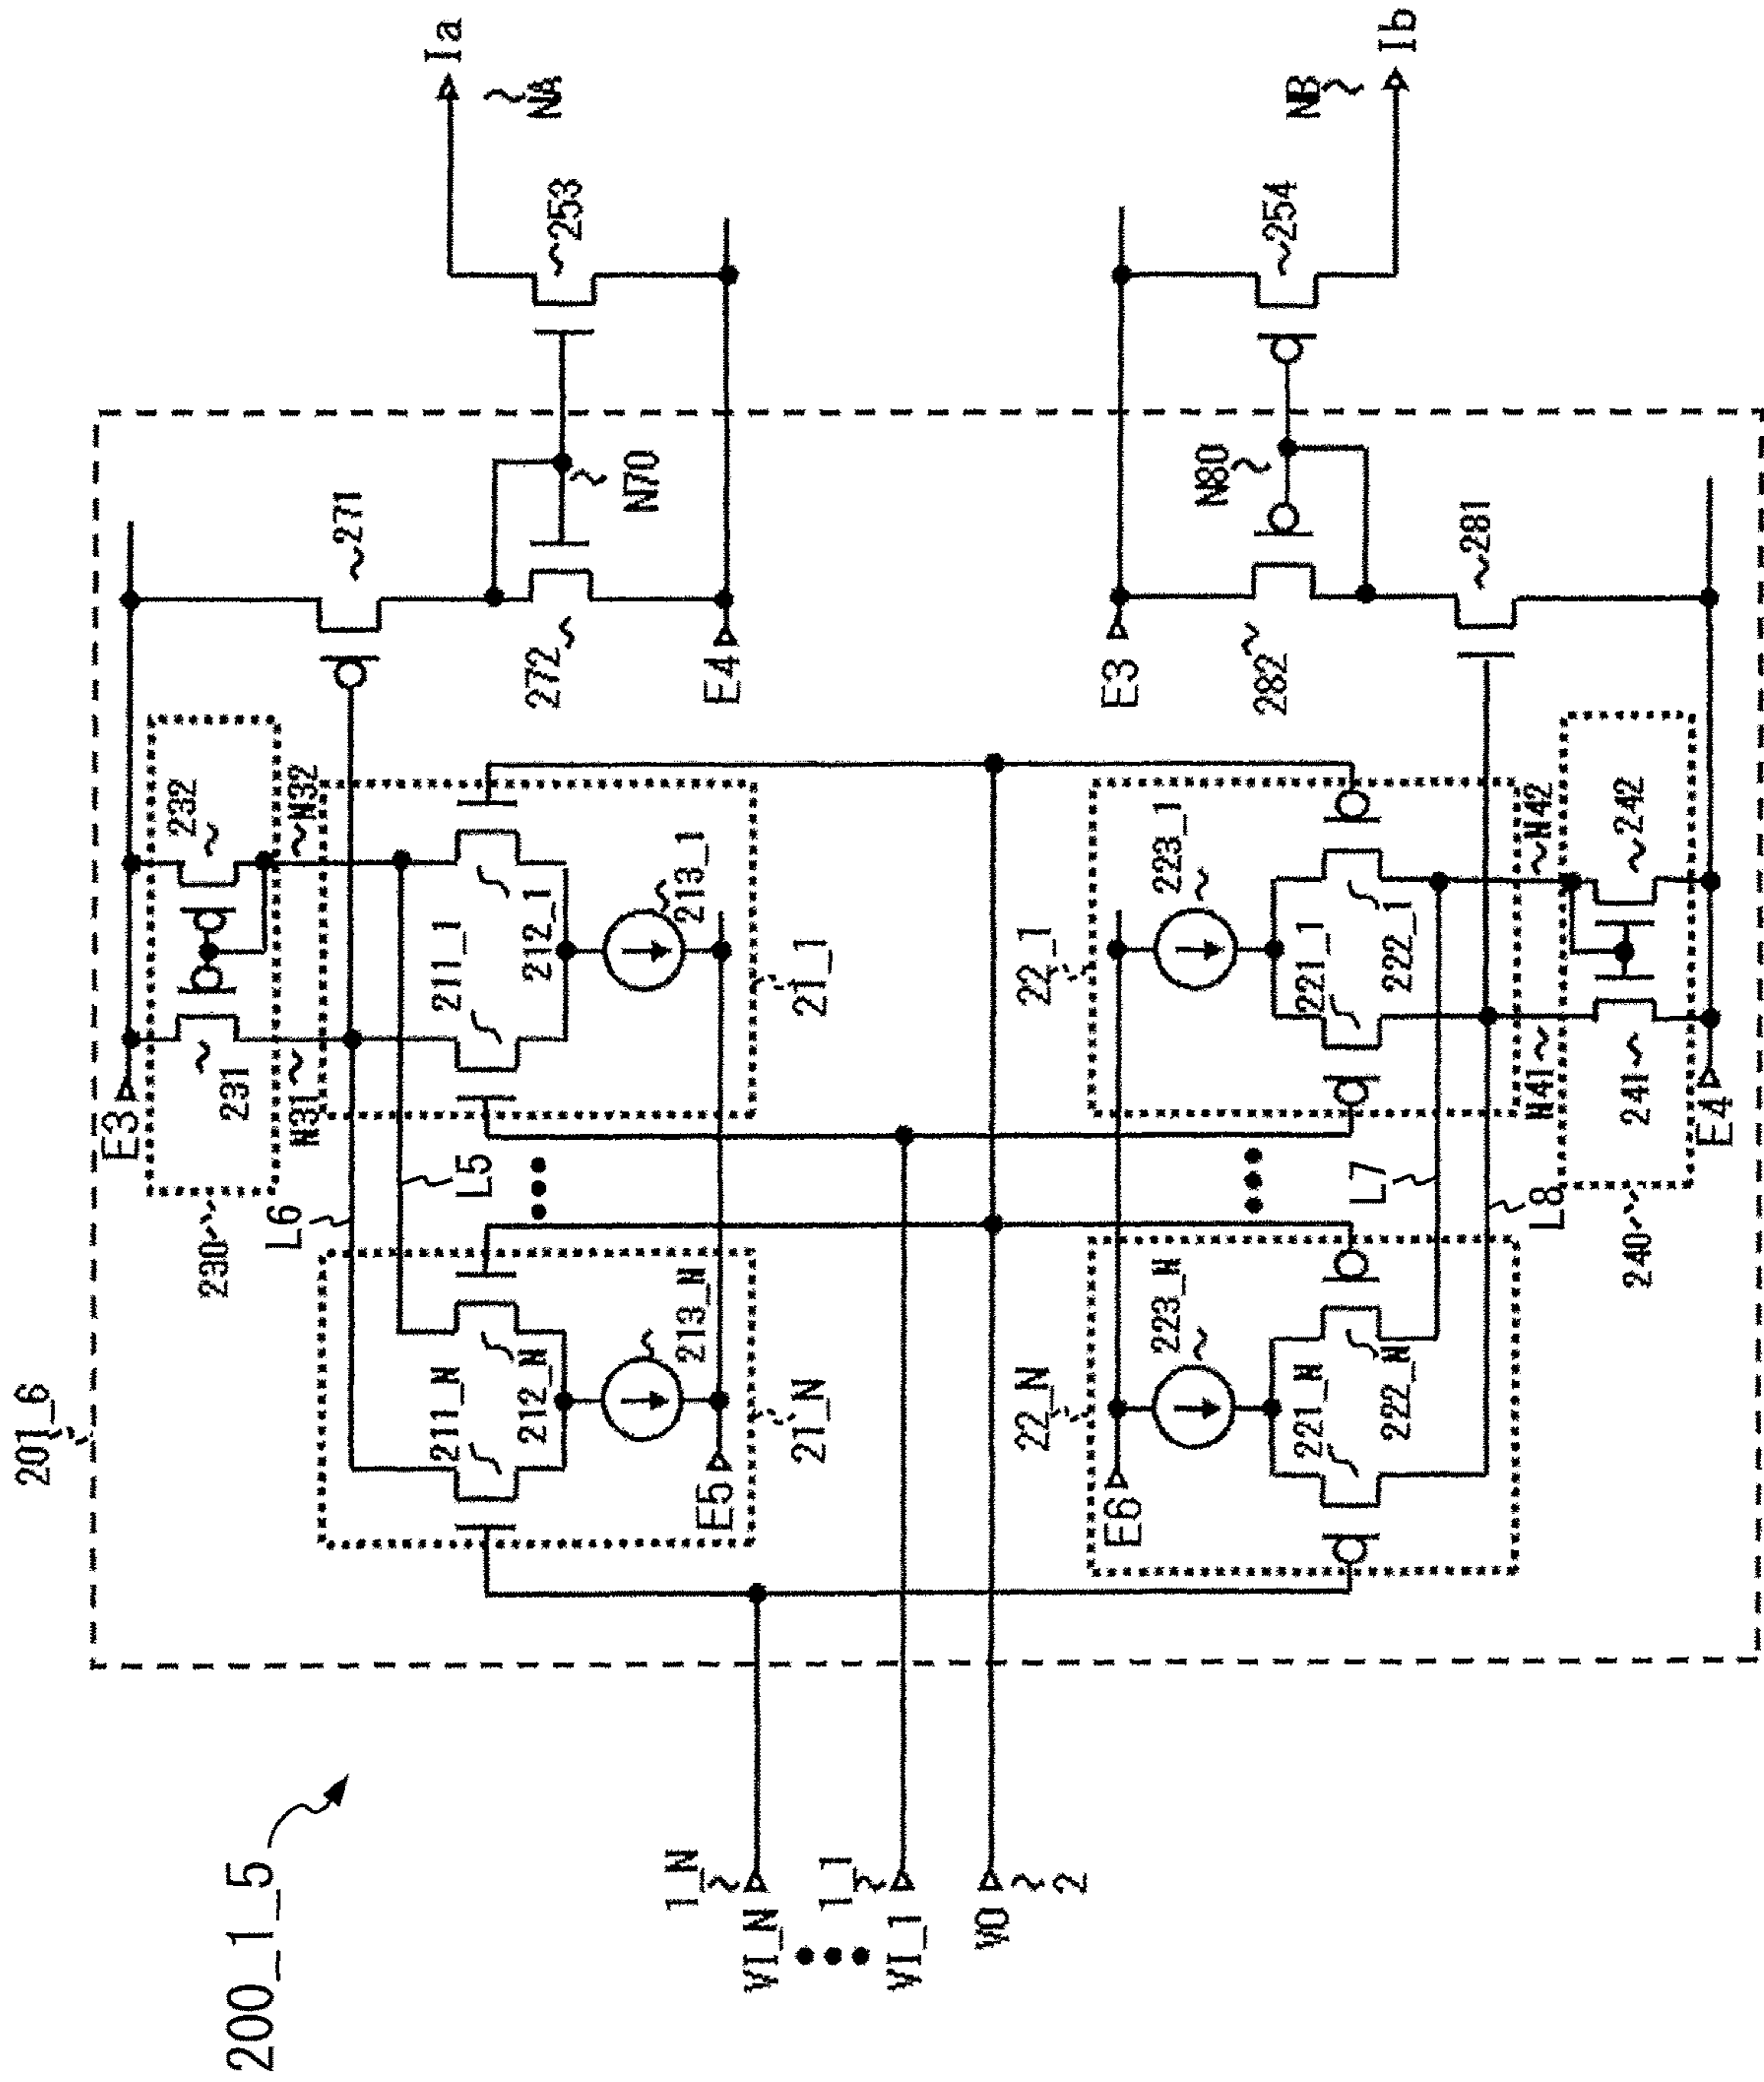 200_1_5
201_6
E3
230
231
232
N31
N32
271
L6
L5
211_1
212_1
213_1
21_1
211_N
212_N
213_N
21_N
E5
272
N70
E4
253
Ia
NA
1_N
VI_N
1_1
VI_1
VO
2
E6
22_N
223_N
221_N
222_N
22_1
223_1
221_1
222_1
L7
L8
N41
N42
240
241
242
E4
E3
282
N80
281
254
NB
Ib